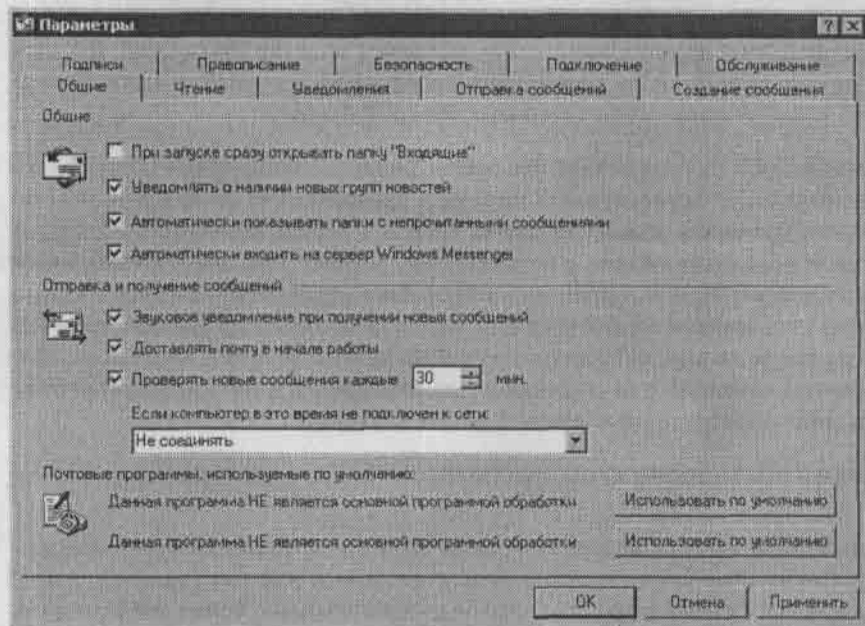 Параметры
Подписи Правописание Безопасность Подключение Обслуживание
Общие Чтение Уведомления Отправка сообщений Создание сообщения
Общие
При запуске сразу открывать папку "Входящие"
Уведомлять о наличии новых групп новостей
Автоматически показывать папки с непрочитанными сообщениями
Автоматически входить на сервер Windows Messenger
Отправка и получение сообщений
Звуковое уведомление при получении новых сообщений
Доставлять почту в начале работы
Проверять новые сообщения каждые 30 мин.
Если компьютер в это время не подключен к сети:
Не соединять
Почтовые программы, используемые по умолчанию:
Данная программа НЕ является основной программой обработки Использовать по умолчанию
Данная программа НЕ является основной программой обработки Использовать по умолчанию
OK Отмена Применить